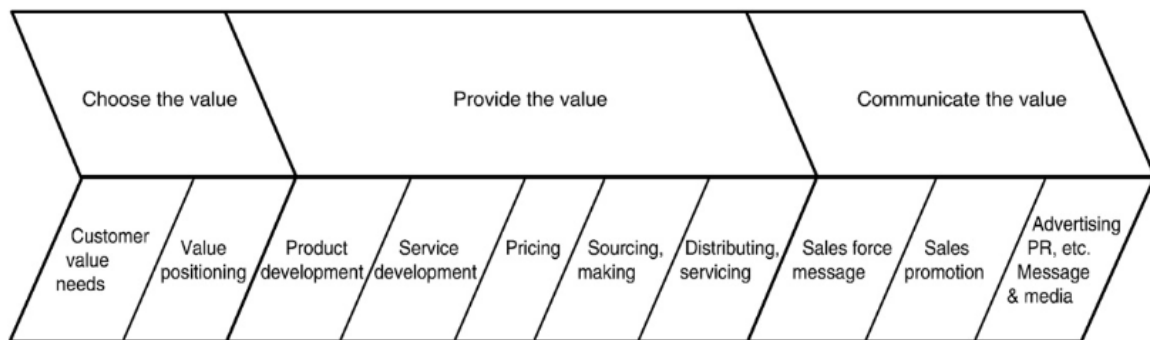 Choose the value
Provide the value
Communicate the value
Customer
value
needs
Value
positioning
Product
development
Service
development
Pricing
Sourcing,
making
Distributing,
servicing
Sales force
message
Sales
promotion
Advertising
PR, etc.
Message
& media